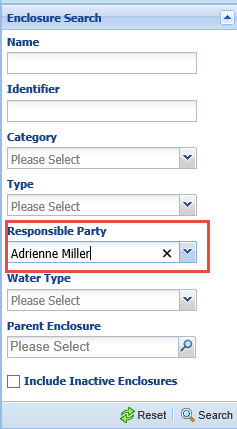 Enclosure Search
Name
Identifier
Category
Please Select
Type
Please Select
Responsible Party
Adrienne Miller
Water Type
Please Select
Parent Enclosure
Please Select
Include Inactive Enclosures
Reset Search